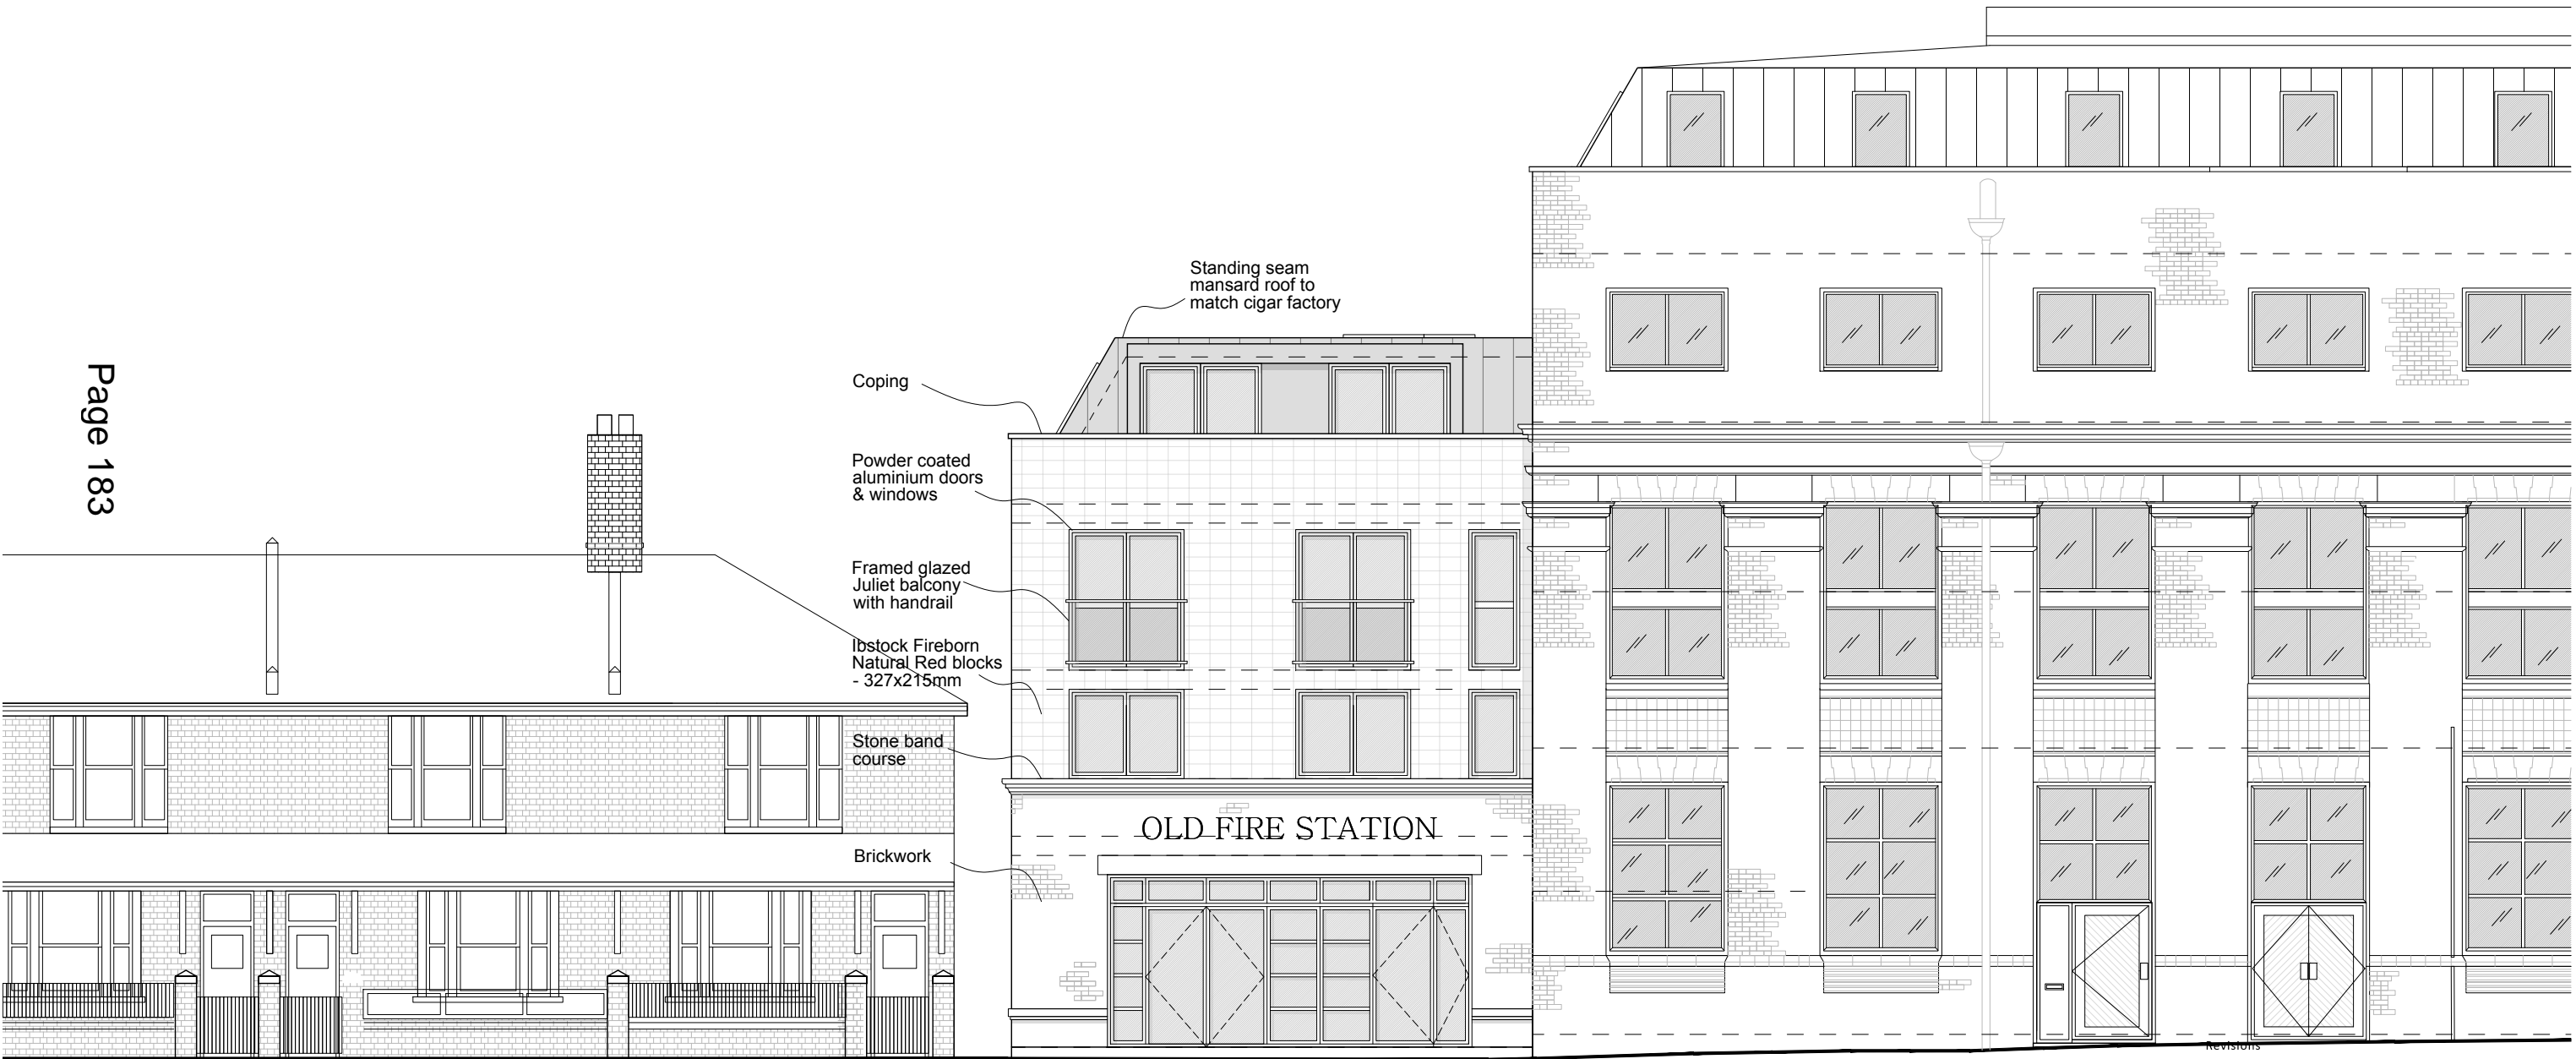 Page 183
Standing seam
mansard roof to
match cigar factory
Coping
Powder coated
aluminium doors
& windows
Framed glazed
Juliet balcony
with handrail
Ibstock Fireborn
Natural Red blocks
- 327x215mm
Stone band
course
OLD FIRE STATION
Brickwork
Revisions